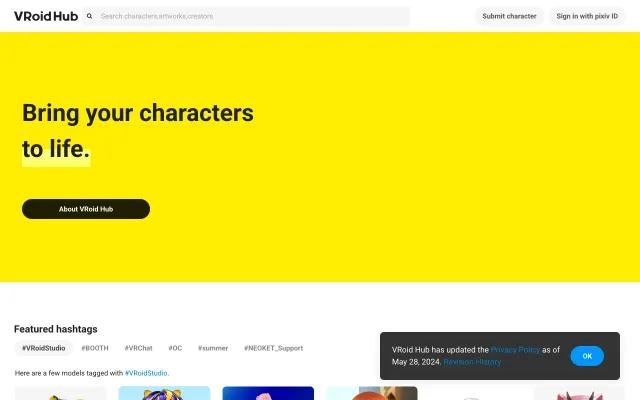 VRoid Hub
Search characters,artworks,creators
Submit character
Sign in with pixiv ID
Bring your characters
to life.
About VRoid Hub
Featured hashtags
#VRoidStudio
#BOOTH
#VRChat
#OC
#summer
#NEOKET_Support
Here are a few models tagged with #VRoidStudio.
VRoid Hub has updated the Privacy Policy as of
May 28, 2024. Revision History
OK